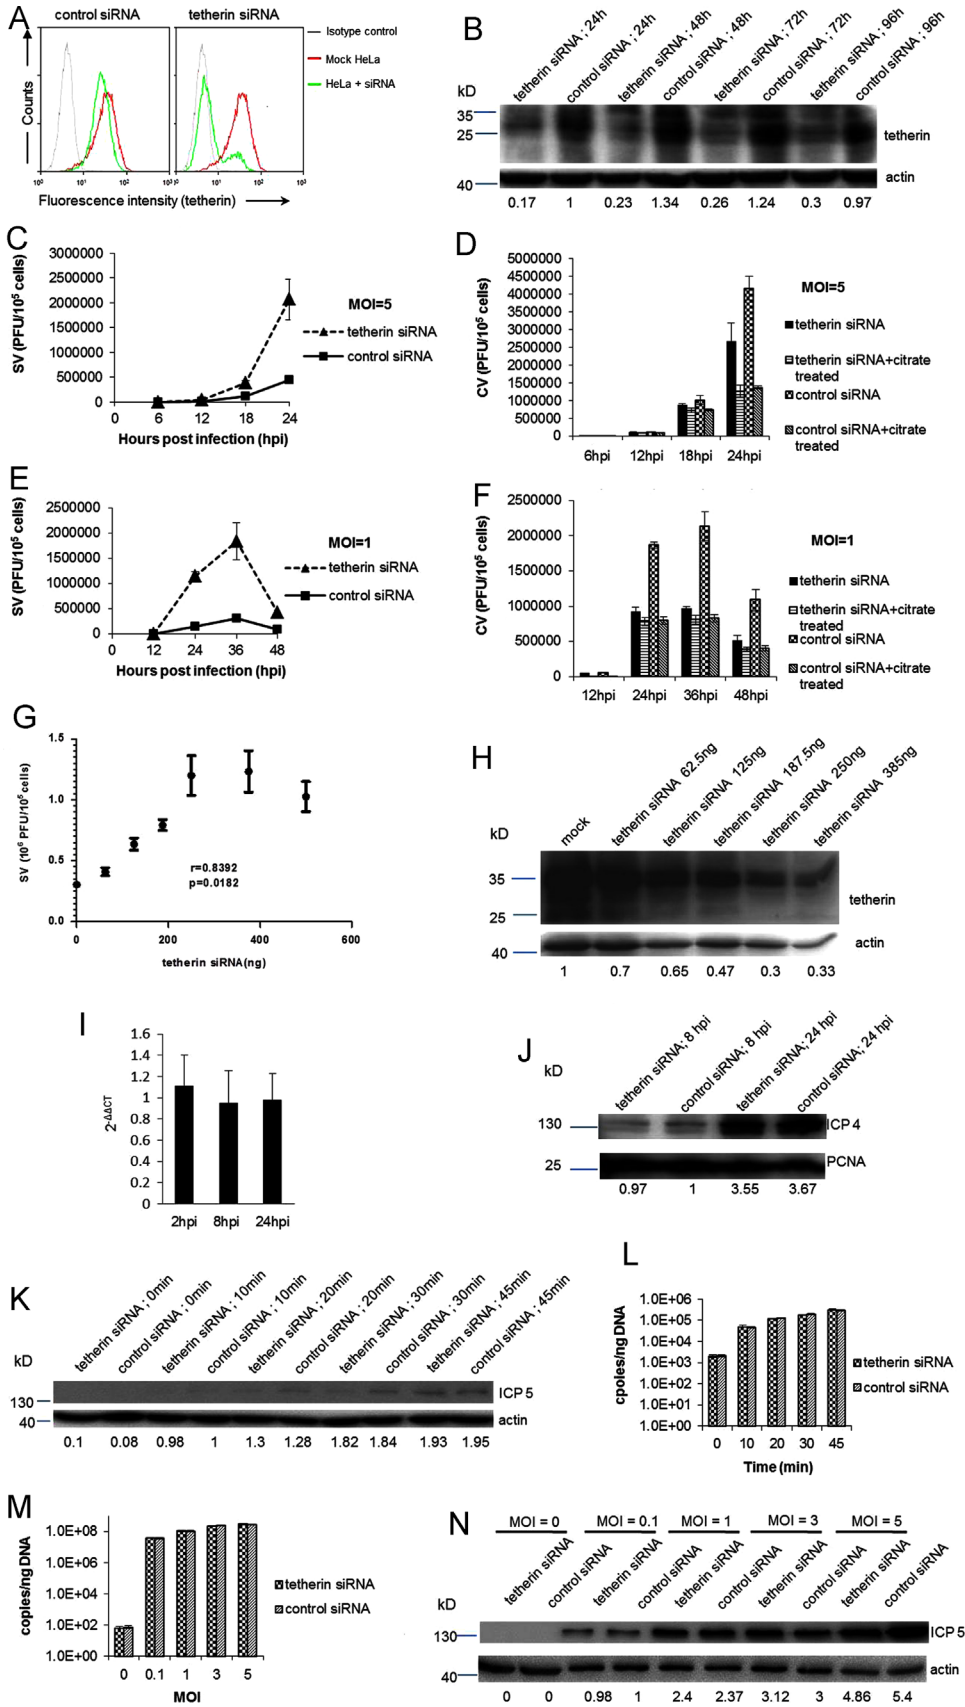 A
control siRNA
tetherin siRNA
Isotype control
Mock HeLa
HeLa + siRNA
Counts
10⁰ 10¹ 10² 10³ 10¹ 10² 10³
Fluorescence intensity (tetherin)
B
tetherin siRNA ; 24h
control siRNA ; 24h
tetherin siRNA ; 48h
control siRNA ; 48h
tetherin siRNA ; 72h
control siRNA ; 72h
tetherin siRNA ; 96h
control siRNA ; 96h
kD
35
25
tetherin
40
actin
0.17 1 0.23 1.34 0.26 1.24 0.3 0.97
C
SV (PFU/10⁵ cells)
3000000
2500000
2000000
1500000
1000000
500000
0
0 6 12 18 24
Hours post infection (hpi)
MOI=5
tetherin siRNA
control siRNA
D
CV (PFU/10⁵ cells)
5000000
4500000
4000000
3500000
3000000
2500000
2000000
1500000
1000000
500000
0
6hpi 12hpi 18hpi 24hpi
MOI=5
tetherin siRNA
tetherin siRNA+citrate
treated
control siRNA
control siRNA+citrate
treated
E
SV (PFU/10⁵ cells)
2500000
2000000
1500000
1000000
500000
0
0 12 24 36 48
Hours post infection (hpi)
MOI=1
tetherin siRNA
control siRNA
F
CV (PFU/10⁵ cells)
2500000
2000000
1500000
1000000
500000
0
12hpi 24hpi 36hpi 48hpi
MOI=1
tetherin siRNA
tetherin siRNA+citrate
treated
control siRNA
control siRNA+citrate
treated
G
SV (10⁶ PFU/10⁵ cells)
1.5
1.0
0.5
0.0
0 200 400 600
r=0.8392
p=0.0182
tetherin siRNA(ng)
H
mock
tetherin siRNA 62.5ng
tetherin siRNA 125ng
tetherin siRNA 187.5ng
tetherin siRNA 250ng
tetherin siRNA 385ng
kD
35
25
tetherin
40
actin
1 0.7 0.65 0.47 0.3 0.33
I
2^-ΔΔCT
1.6
1.4
1.2
1
0.8
0.6
0.4
0.2
0
2hpi 8hpi 24hpi
J
tetherin siRNA; 8 hpi
control siRNA; 8 hpi
tetherin siRNA; 24 hpi
control siRNA; 24 hpi
kD
130
ICP 4
25
PCNA
0.97 1 3.55 3.67
K
tetherin siRNA ; 0min
control siRNA ; 0min
tetherin siRNA ; 10min
control siRNA ; 10min
tetherin siRNA ; 20min
control siRNA ; 20min
tetherin siRNA ; 30min
control siRNA ; 30min
tetherin siRNA ; 45min
control siRNA ; 45min
kD
130
ICP 5
40
actin
0.1 0.08 0.98 1 1.3 1.28 1.82 1.84 1.93 1.95
L
cpoles/ng DNA
1.0E+06
1.0E+05
1.0E+04
1.0E+03
1.0E+02
1.0E+01
1.0E+00
0 10 20 30 45
Time (min)
tetherin siRNA
control siRNA
M
coples/ng DNA
1.0E+08
1.0E+06
1.0E+04
1.0E+02
1.0E+00
0 0.1 1 3 5
MOI
tetherin siRNA
control siRNA
N
MOI = 0 MOI = 0.1 MOI = 1 MOI = 3 MOI = 5
tetherin siRNA
control siRNA
tetherin siRNA
control siRNA
tetherin siRNA
control siRNA
tetherin siRNA
control siRNA
tetherin siRNA
control siRNA
kD
130
ICP 5
40
actin
0 0 0.98 1 2.4 2.37 3.12 3 4.86 5.4